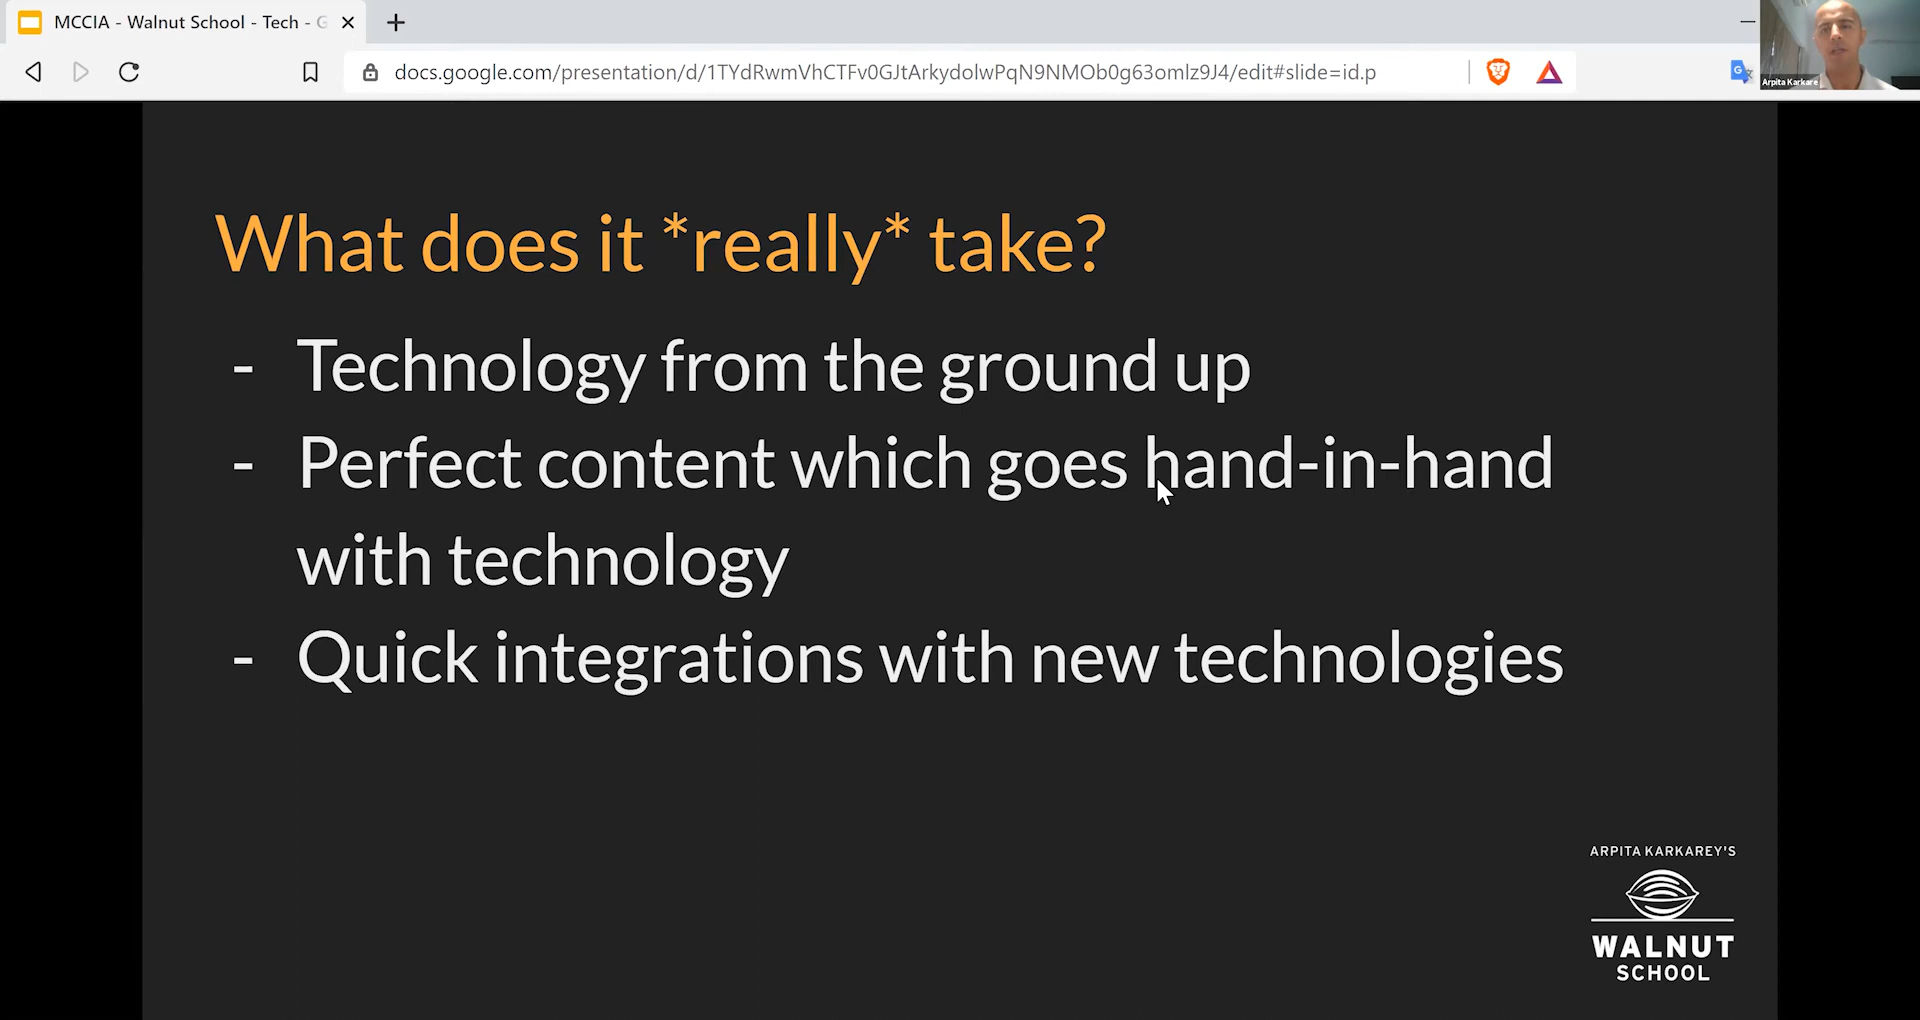 MCCIA - Walnut School - Tech - G
docs.google.com/presentation/d/1TYdRwmVhCTFv0GJtArkydolwPqN9NMOb0g63omlz9J4/edit#slide=id.p
Arpita Karkare
What does it *really* take?
- Technology from the ground up
- Perfect content which goes hand-in-hand
with technology
- Quick integrations with new technologies
ARPITA KARKAREY'S
WALNUT
SCHOOL